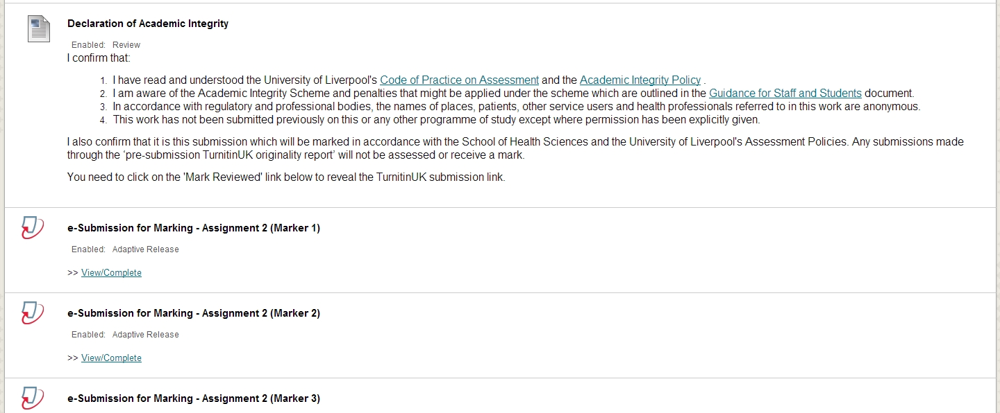 Declaration of Academic Integrity
Enabled: Review
I confirm that:
1. I have read and understood the University of Liverpool's Code of Practice on Assessment and the Academic Integrity Policy .
2. I am aware of the Academic Integrity Scheme and penalties that might be applied under the scheme which are outlined in the Guidance for Staff and Students document.
3. In accordance with regulatory and professional bodies, the names of places, patients, other service users and health professionals referred to in this work are anonymous.
4. This work has not been submitted previously on this or any other programme of study except where permission has been explicitly given.
I also confirm that it is this submission which will be marked in accordance with the School of Health Sciences and the University of Liverpool's Assessment Policies. Any submissions made
through the ‘pre-submission TurnitinUK originality report’ will not be assessed or receive a mark.
You need to click on the 'Mark Reviewed' link below to reveal the TurnitinUK submission link.
e-Submission for Marking - Assignment 2 (Marker 1)
Enabled: Adaptive Release
>> View/Complete
e-Submission for Marking - Assignment 2 (Marker 2)
Enabled: Adaptive Release
>> View/Complete
e-Submission for Marking - Assignment 2 (Marker 3)